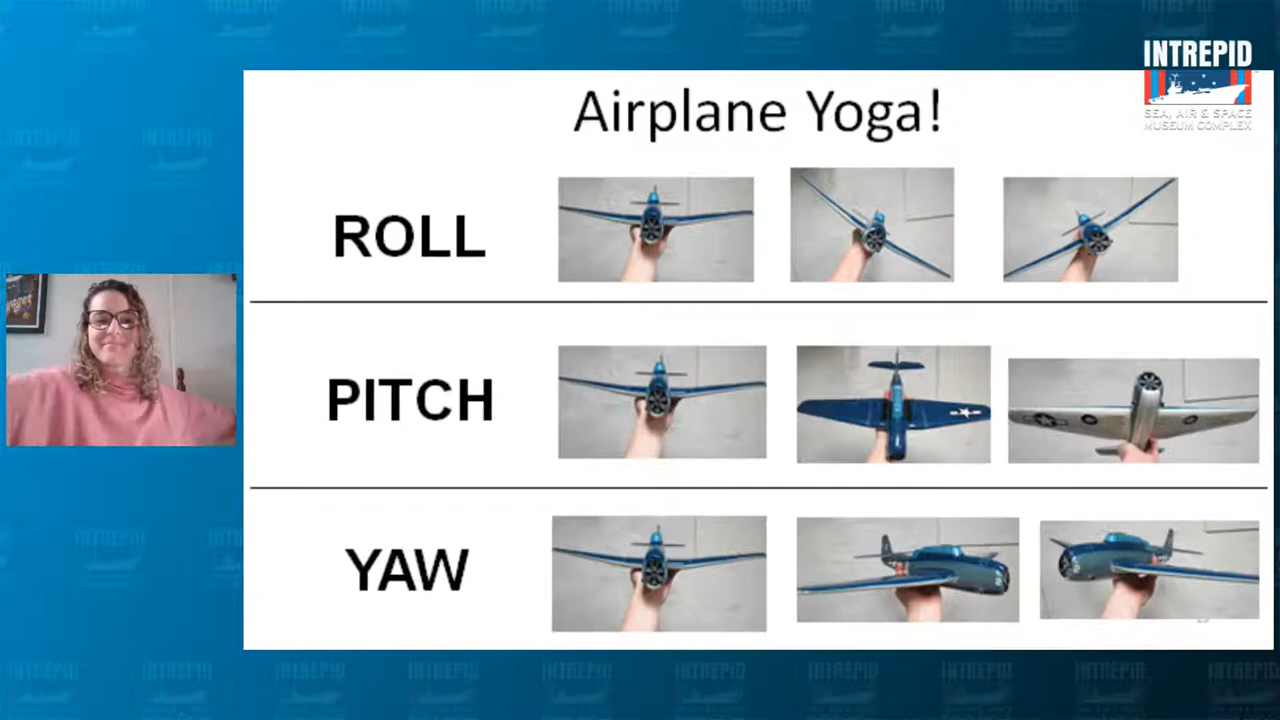 INTREPID
SEA, AIR & SPACE
MUSEUM COMPLEX
Airplane Yoga!
ROLL
PITCH
YAW